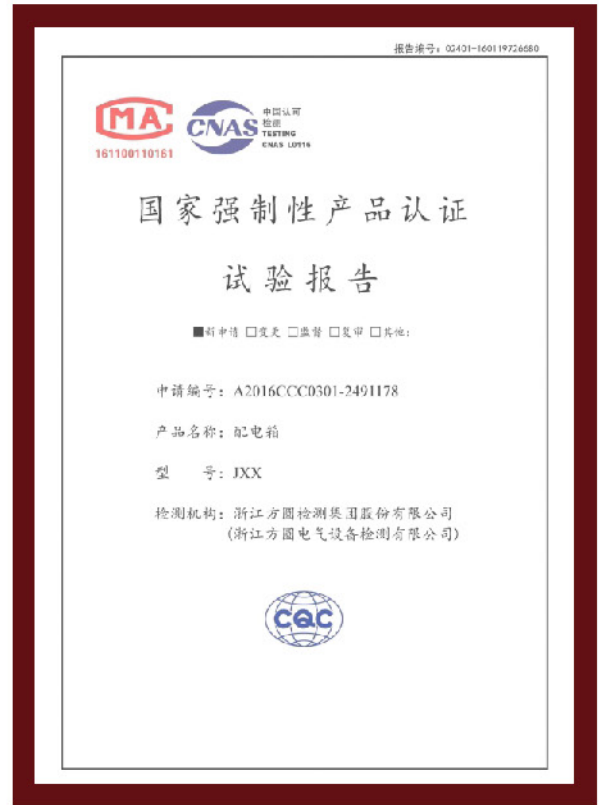 报告编号: 02401-160119726680
MA
161100110161
CNAS
中国认可
检测
TESTING
CNAS L0116
国家强制性产品认证
试验报告
■新申请 □变更 □监督 □复审 □其他:
申请编号: A2016CCC0301-2491178
产品名称: 配电箱
型 号: JXX
检测机构: 浙江方圆检测集团股份有限公司
(浙江方圆电气设备检测有限公司)
CQC